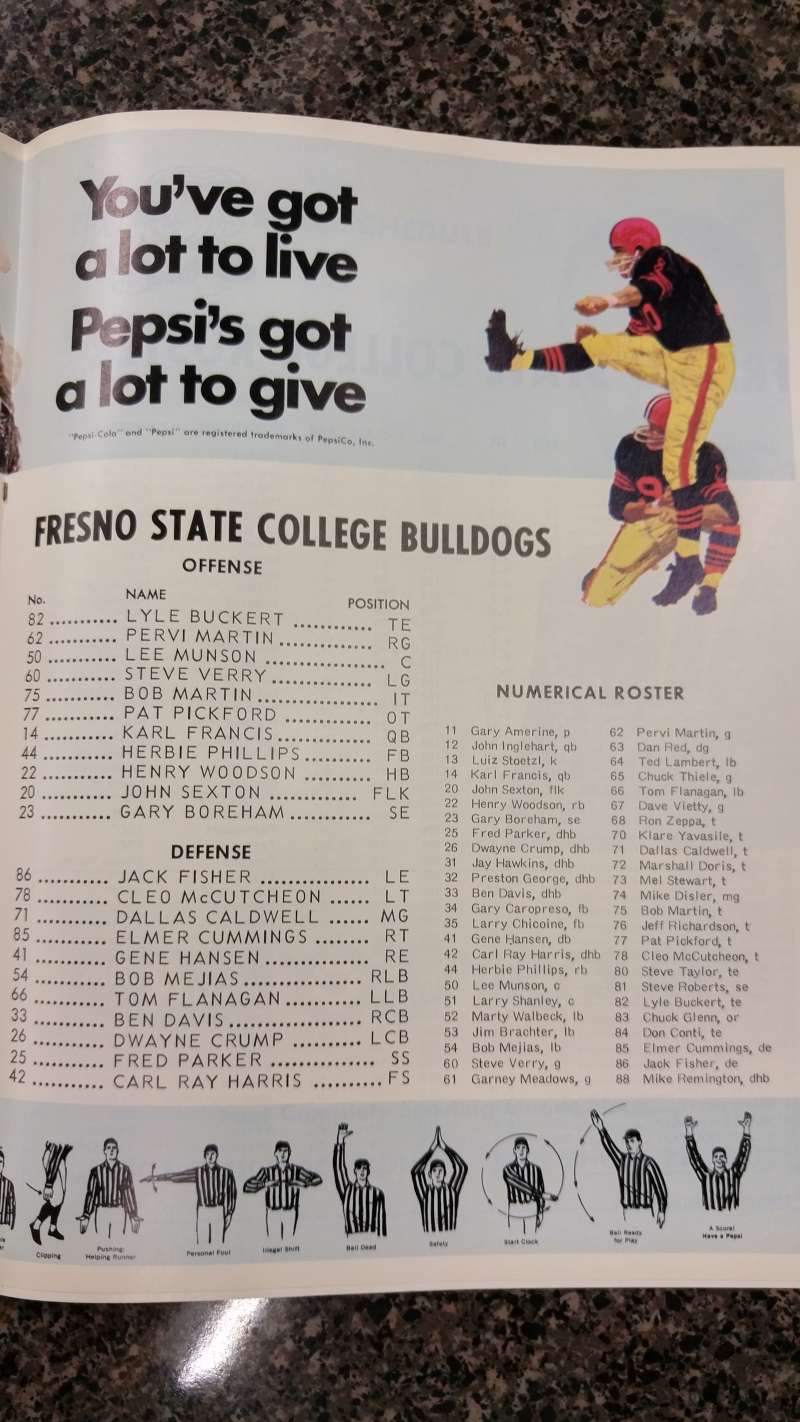 You've got
a lot to live
Pepsi's got
a lot to give
"Pepsi-Cola" and "Pepsi" are registered trademarks of PepsiCo, Inc.
FRESNO STATE COLLEGE BULLDOGS
OFFENSE
No. NAME POSITION
82 ........... LYLE BUCKERT ............ TE
62 ........... PERVI MARTIN .............. RG
50 ........... LEE MUNSON .................. C
60 ........... STEVE VERRY ................ LG
75 ........... BOB MARTIN .................. IT
77 ........... PAT PICKFORD ............. OT
14 ........... KARL FRANCIS .............. QB
44 ........... HERBIE PHILLIPS ........... FB
22 ........... HENRY WOODSON .......... HB
20 ........... JOHN SEXTON ............. FLK
23 ........... GARY BOREHAM ............ SE
DEFENSE
86 ........... JACK FISHER ................ LE
78 ........... CLEO McCUTCHEON ...... LT
71 ........... DALLAS CALDWELL ...... MG
85 ........... ELMER CUMMINGS ........ RT
41 ........... GENE HANSEN .............. RE
54 ........... BOB MEJIAS ................ RLB
66 ........... TOM FLANAGAN ........... LLB
33 ........... BEN DAVIS .................. RCB
26 ........... DWAYNE CRUMP .......... LCB
25 ........... FRED PARKER .............. SS
42 ........... CARL RAY HARRIS .......... FS
NUMERICAL ROSTER
11 Gary Amerine, p
12 John Inglehart, qb
13 Luiz Stoetzl, k
14 Karl Francis, qb
20 John Sexton, flk
22 Henry Woodson, rb
23 Gary Boreham, se
25 Fred Parker, dhb
26 Dwayne Crump, dhb
31 Jay Hawkins, dhb
32 Preston George, dhb
33 Ben Davis, dhb
34 Gary Caropreso, fb
35 Larry Chicoine, fb
41 Gene Hansen, db
42 Carl Ray Harris, dhb
44 Herbie Phillips, rb
50 Lee Munson, c
51 Larry Shanley, c
52 Marty Walbeck, lb
53 Jim Brachter, lb
54 Bob Mejias, lb
60 Steve Verry, g
61 Garney Meadows, g
62 Pervi Martin, g
63 Dan Red, dg
64 Ted Lambert, lb
65 Chuck Thiele, g
66 Tom Flanagan, lb
67 Dave Vietty, g
68 Ron Zeppa, t
70 Klare Yavasile, t
71 Dallas Caldwell, t
72 Marshall Doris, t
73 Mel Stewart, t
74 Mike Disler, mg
75 Bob Martin, t
76 Jeff Richardson, t
77 Pat Pickford, t
78 Cleo McCutcheon, t
80 Steve Taylor, te
81 Steve Roberts, se
82 Lyle Buckert, te
83 Chuck Glenn, or
84 Don Conti, te
85 Elmer Cummings, de
86 Jack Fisher, de
88 Mike Remington, dhb
Clipping
Pushing:
Helping Runner
Personal Foul
Illegal Shift
Ball Dead
Safety
Start Clock
Ball Ready
for Play
A Score!
Have a Pepsi